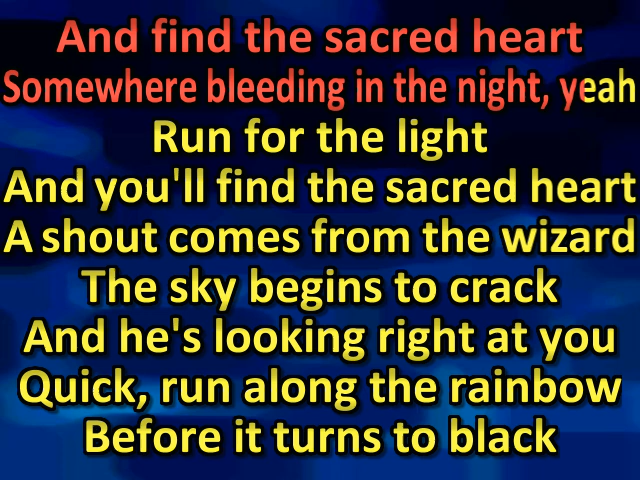 And find the sacred heart
Somewhere bleeding in the night, yeah
Run for the light
And you'll find the sacred heart
A shout comes from the wizard
The sky begins to crack
And he's looking right at you
Quick, run along the rainbow
Before it turns to black